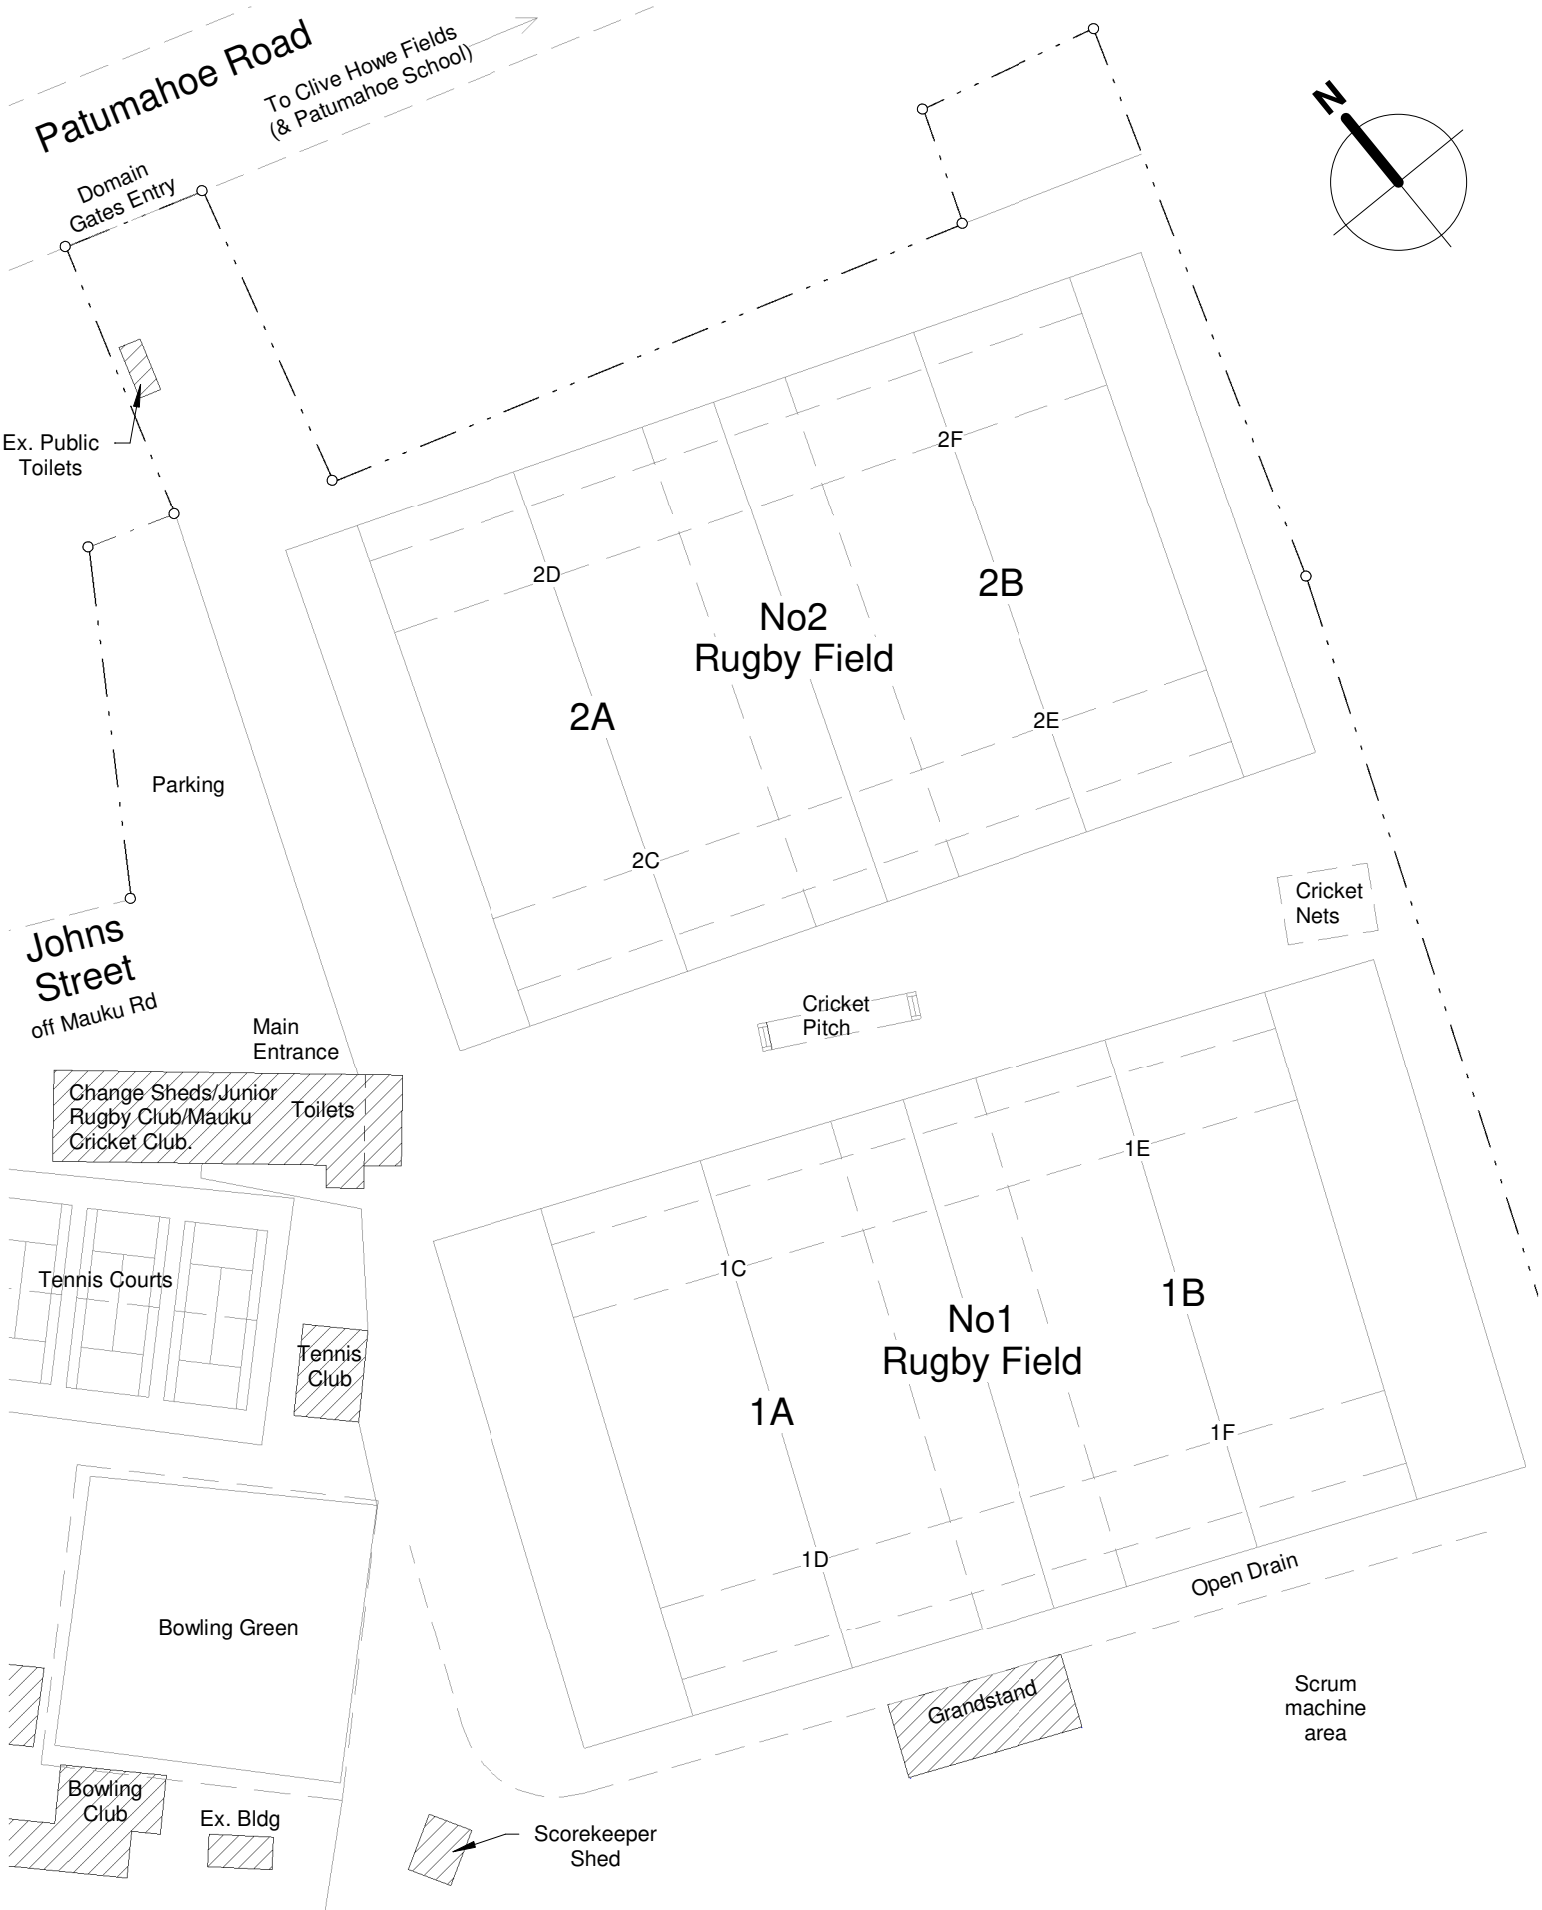 Patumahoe Road
To Clive Howe Fields
(& Patumahoe School)
N
Domain
Gates Entry
Ex. Public
Toilets
2F
2D
2B
No2
Rugby Field
2A
2E
2C
Parking
Cricket
Nets
Johns
Street
off Mauku Rd
Cricket
Pitch
Main
Entrance
Change Sheds/Junior
Rugby Club/Mauku
Cricket Club.
Toilets
1E
1C
Tennis Courts
1B
No1
Rugby Field
Tennis
Club
1A
1F
1D
Open Drain
Bowling Green
Grandstand
Scrum
machine
area
Bowling
Club
Ex. Bldg
Scorekeeper
Shed